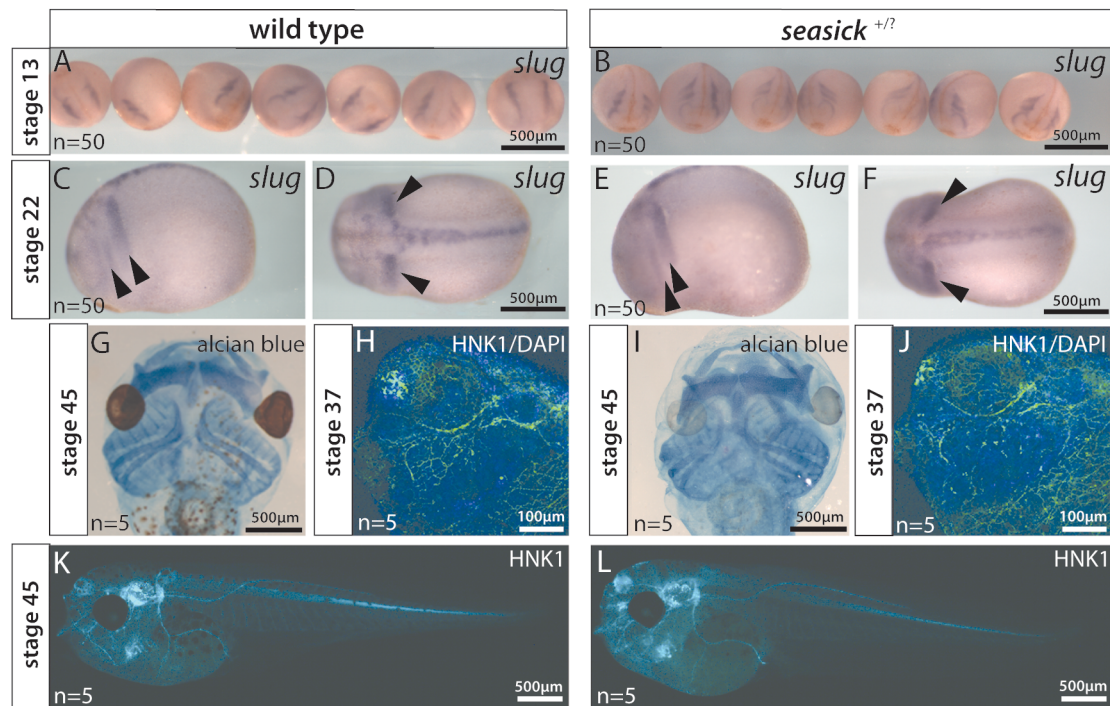 wild type
seasick +/?
stage 13
A
slug
n=50
500µm
B
slug
n=50
500µm
stage 22
C
slug
n=50
D
slug
500µm
E
slug
n=50
F
slug
500µm
stage 45
G
alcian blue
n=5
500µm
stage 37
H
HNK1/DAPI
n=5
100µm
stage 45
I
alcian blue
n=5
500µm
stage 37
J
HNK1/DAPI
n=5
100µm
stage 45
K
HNK1
n=5
500µm
L
HNK1
n=5
500µm